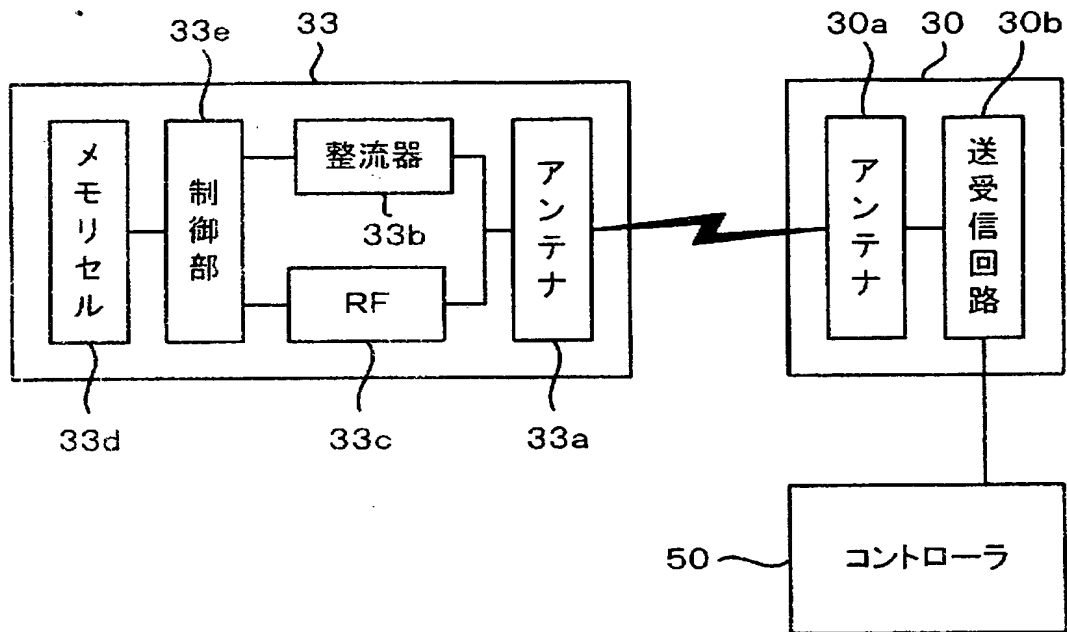 33e
33
30a
30
30b
メモリセル
制御部
整流器
33b
RF
アンテナ
アンテナ
送受信回路
33d
33c
33a
50
コントローラ